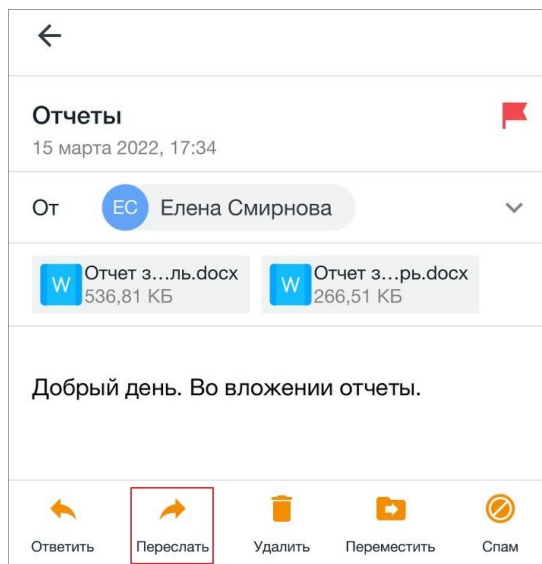 Отчеты
15 марта 2022, 17:34
От ЕС Елена Смирнова
W Отчет з...ль.docx W Отчет з...рь.docx
536,81 КБ 266,51 КБ
Добрый день. Во вложении отчеты.
Ответить Переслать Удалить Переместить Спам